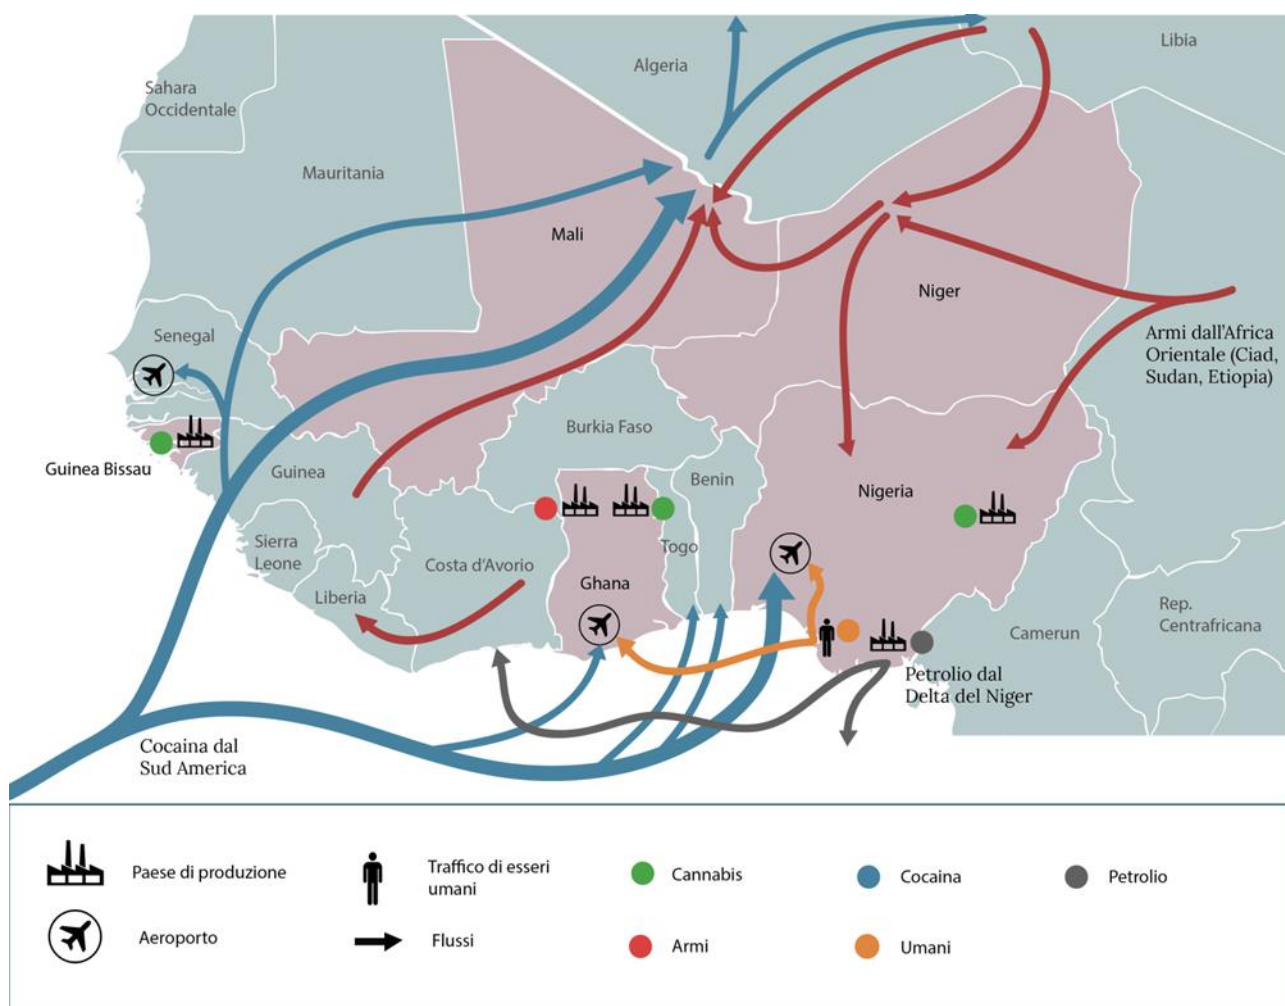 Algeria
Libia
Sahara
Occidentale
Mauritania
Mali
Niger
Senegal
Armi dall'Africa
Orientale (Ciad,
Sudan, Etiopia)
Burkia Faso
Guinea Bissau
Guinea
Benin
Nigeria
Sierra
Leone
Togo
Costa d'Avorio
Ghana
Liberia
Rep.
Centrafricana
Camerun
Petrolio dal
Delta del Niger
Cocaina dal
Sud America
Paese di produzione
Traffico di esseri
umani
Cannabis
Cocaina
Petrolio
Aeroporto
Flussi
Armi
Umani